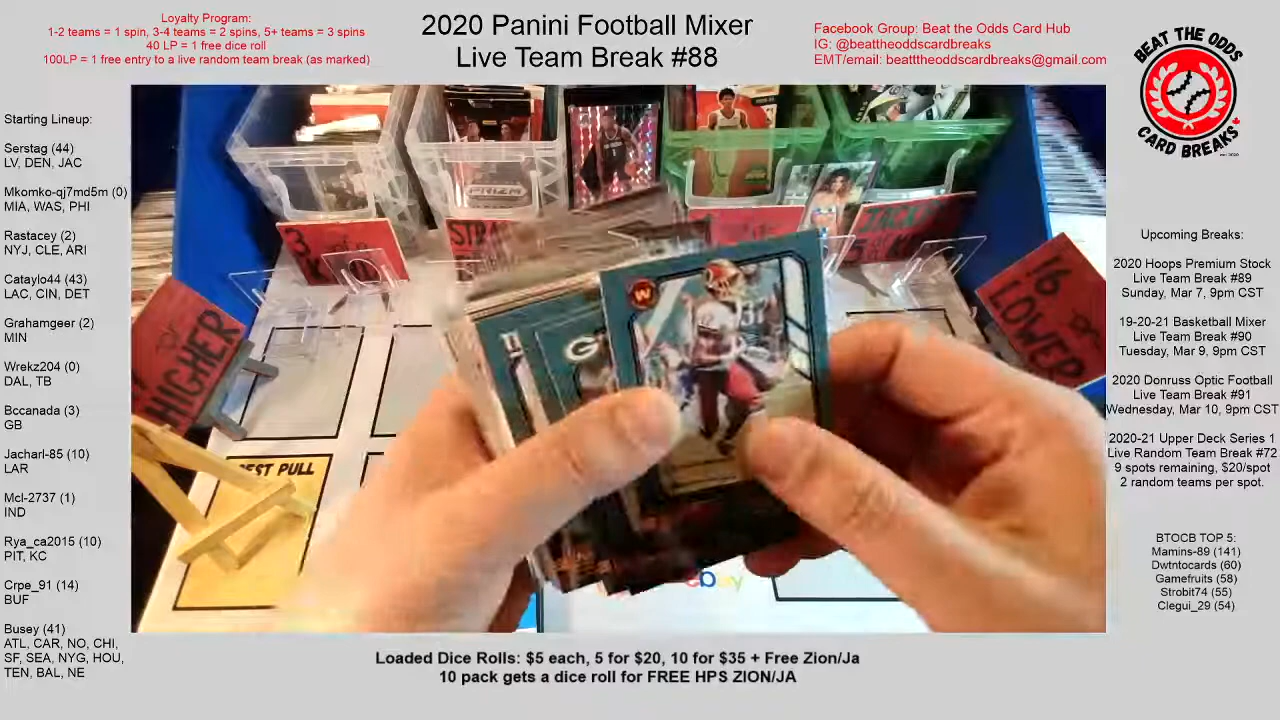 Loyalty Program:
1-2 teams = 1 spin, 3-4 teams = 2 spins, 5+ teams = 3 spins
40 LP = 1 free dice roll
100LP = 1 free entry to a live random team break (as marked)
2020 Panini Football Mixer
Live Team Break #88
Facebook Group: Beat the Odds Card Hub
IG: @beattheoddscardbreaks
EMT/email: beatttheoddscardbreaks@gmail.com
BEAT THE ODDS
CARD BREAKS
Starting Lineup:
Serstag (44)
LV, DEN, JAC
Mkomko-qj7md5m (0)
MIA, WAS, PHI
Rastacey (2)
NYJ, CLE, ARI
Cataylo44 (43)
LAC, CIN, DET
Grahamgeer (2)
MIN
Wrekz204 (0)
DAL, TB
Bccanada (3)
GB
Jacharl-85 (10)
LAR
Mcl-2737 (1)
IND
Rya_ca2015 (10)
PIT, KC
Crpe_91 (14)
BUF
Busey (41)
ATL, CAR, NO, CHI,
SF, SEA, NYG, HOU,
TEN, BAL, NE
PRIZM
3
HIGHER
16
OR
LOWER
W
G
BEST PULL
ebay
Upcoming Breaks:
2020 Hoops Premium Stock
Live Team Break #89
Sunday, Mar 7, 9pm CST
19-20-21 Basketball Mixer
Live Team Break #90
Tuesday, Mar 9, 9pm CST
2020 Donruss Optic Football
Live Team Break #91
Wednesday, Mar 10, 9pm CST
2020-21 Upper Deck Series 1
Live Random Team Break #72
9 spots remaining, $20/spot
2 random teams per spot.
BTOCB TOP 5:
Mamins-89 (141)
Dwtntocards (60)
Gamefruits (58)
Strobit74 (55)
Clegui_29 (54)
Loaded Dice Rolls: $5 each, 5 for $20, 10 for $35 + Free Zion/Ja
10 pack gets a dice roll for FREE HPS ZION/JA